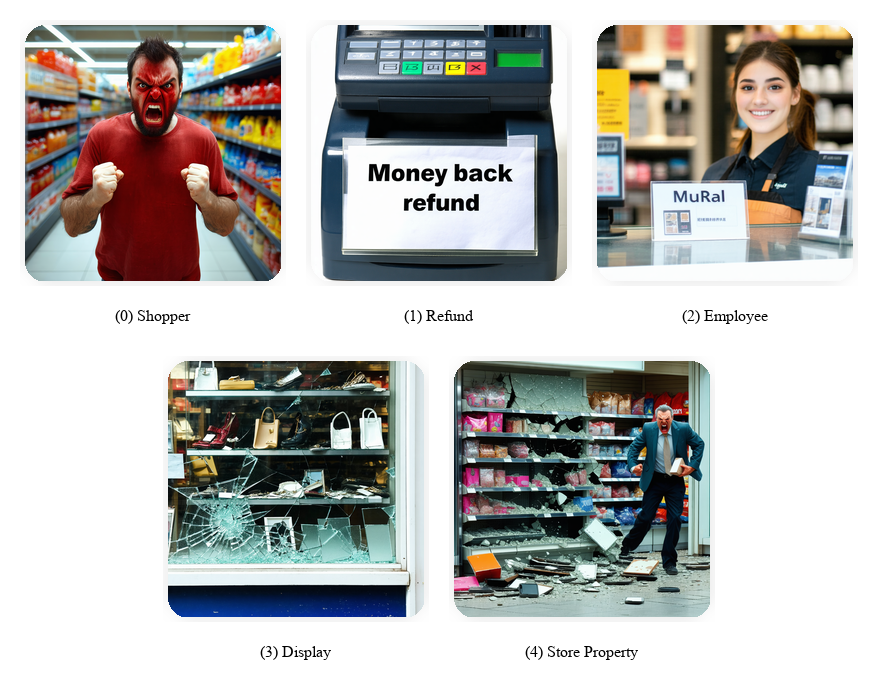 Money back
refund
MuRal
(0) Shopper
(1) Refund
(2) Employee
(3) Display
(4) Store Property